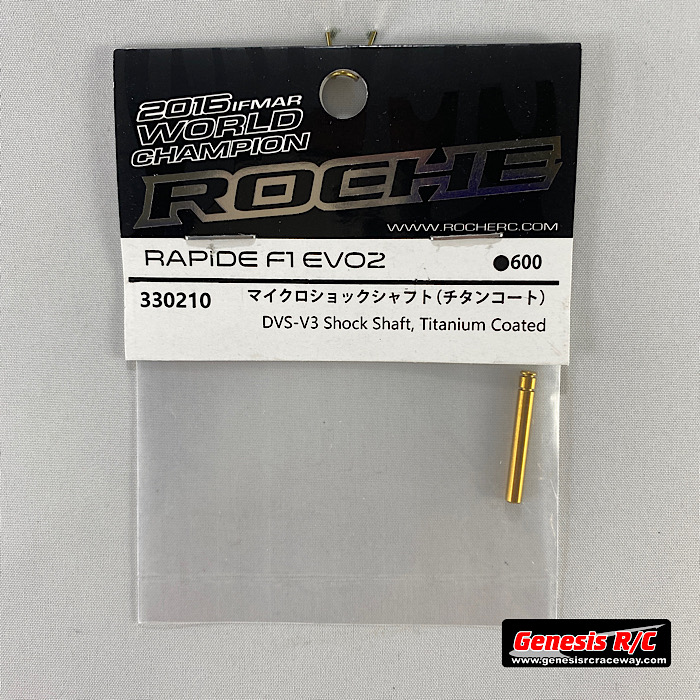 2015 IFMAR
WORLD
CHAMPION
ROCHE
WWW.ROCHERC.COM
RAPIDE F1 EVO2
●600
330210
マイクロショックシャフト(チタンコート)
DVS-V3 Shock Shaft, Titanium Coated
Genesis R/C
www.genesisrcraceway.com